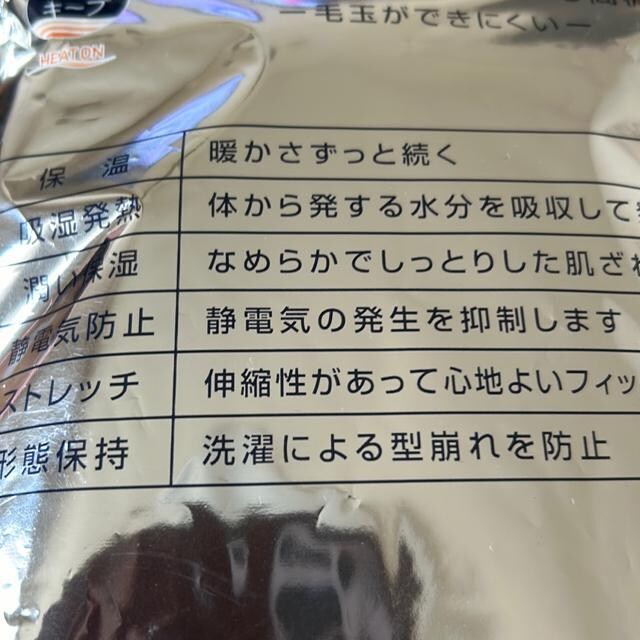 キープ
HEATON
ー毛玉ができにくいー
保温 暖かさずっと続く
吸湿発熱 体から発する水分を吸収して
潤い保湿 なめらかでしっとりした肌ざわ
静電気防止 静電気の発生を抑制します
ストレッチ 伸縮性があって心地よいフィッ
形態保持 洗濯による型崩れを防止